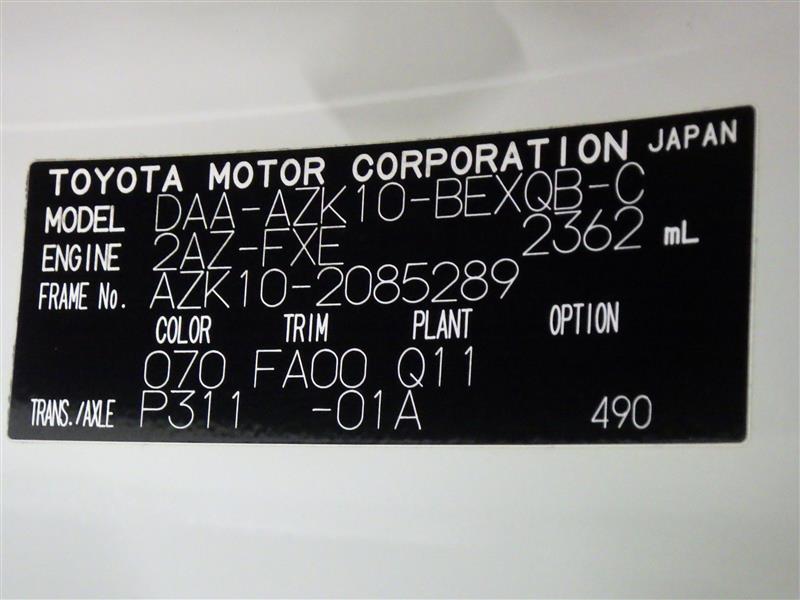 TOYOTA MOTOR CORPORATION JAPAN
MODEL DAA-AZK10-BEXQB-C
ENGINE 2AZ-FXE 2362 mL
FRAME No. AZK10-2085289
COLOR TRIM PLANT OPTION
070 FA00 Q11
TRANS./AXLE P311 -01A 490